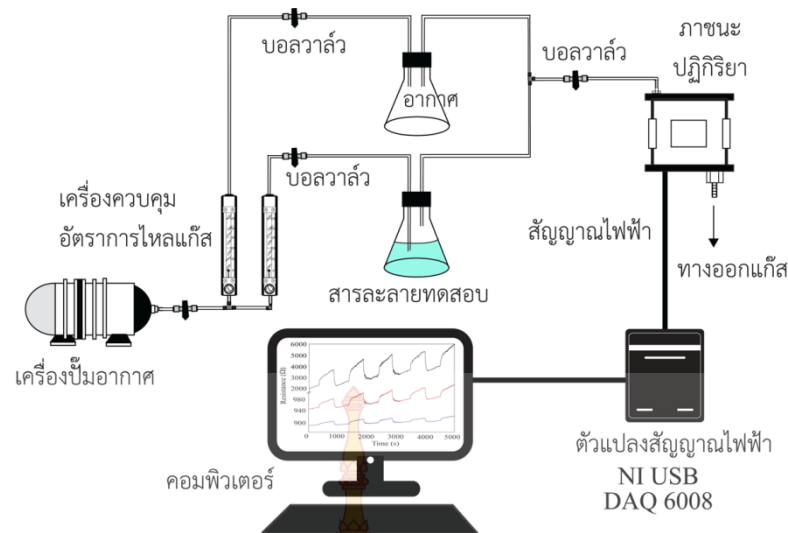 บอลวาล์ว
อากาศ
บอลวาล์ว
ภาชนะ
ปฏิกิริยา
บอลวาล์ว
เครื่องควบคุม
อัตราการไหลแก๊ส
สารละลายทดสอบ
สัญญาณไฟฟ้า
ทางออกแก๊ส
เครื่องปั๊มอากาศ
Resistance (Ω)
6000
5000
4000
3000
2000
980
940
900
0 1000 2000 3000 4000 5000
Time (s)
คอมพิวเตอร์
ตัวแปลงสัญญาณไฟฟ้า
NI USB
DAQ 6008